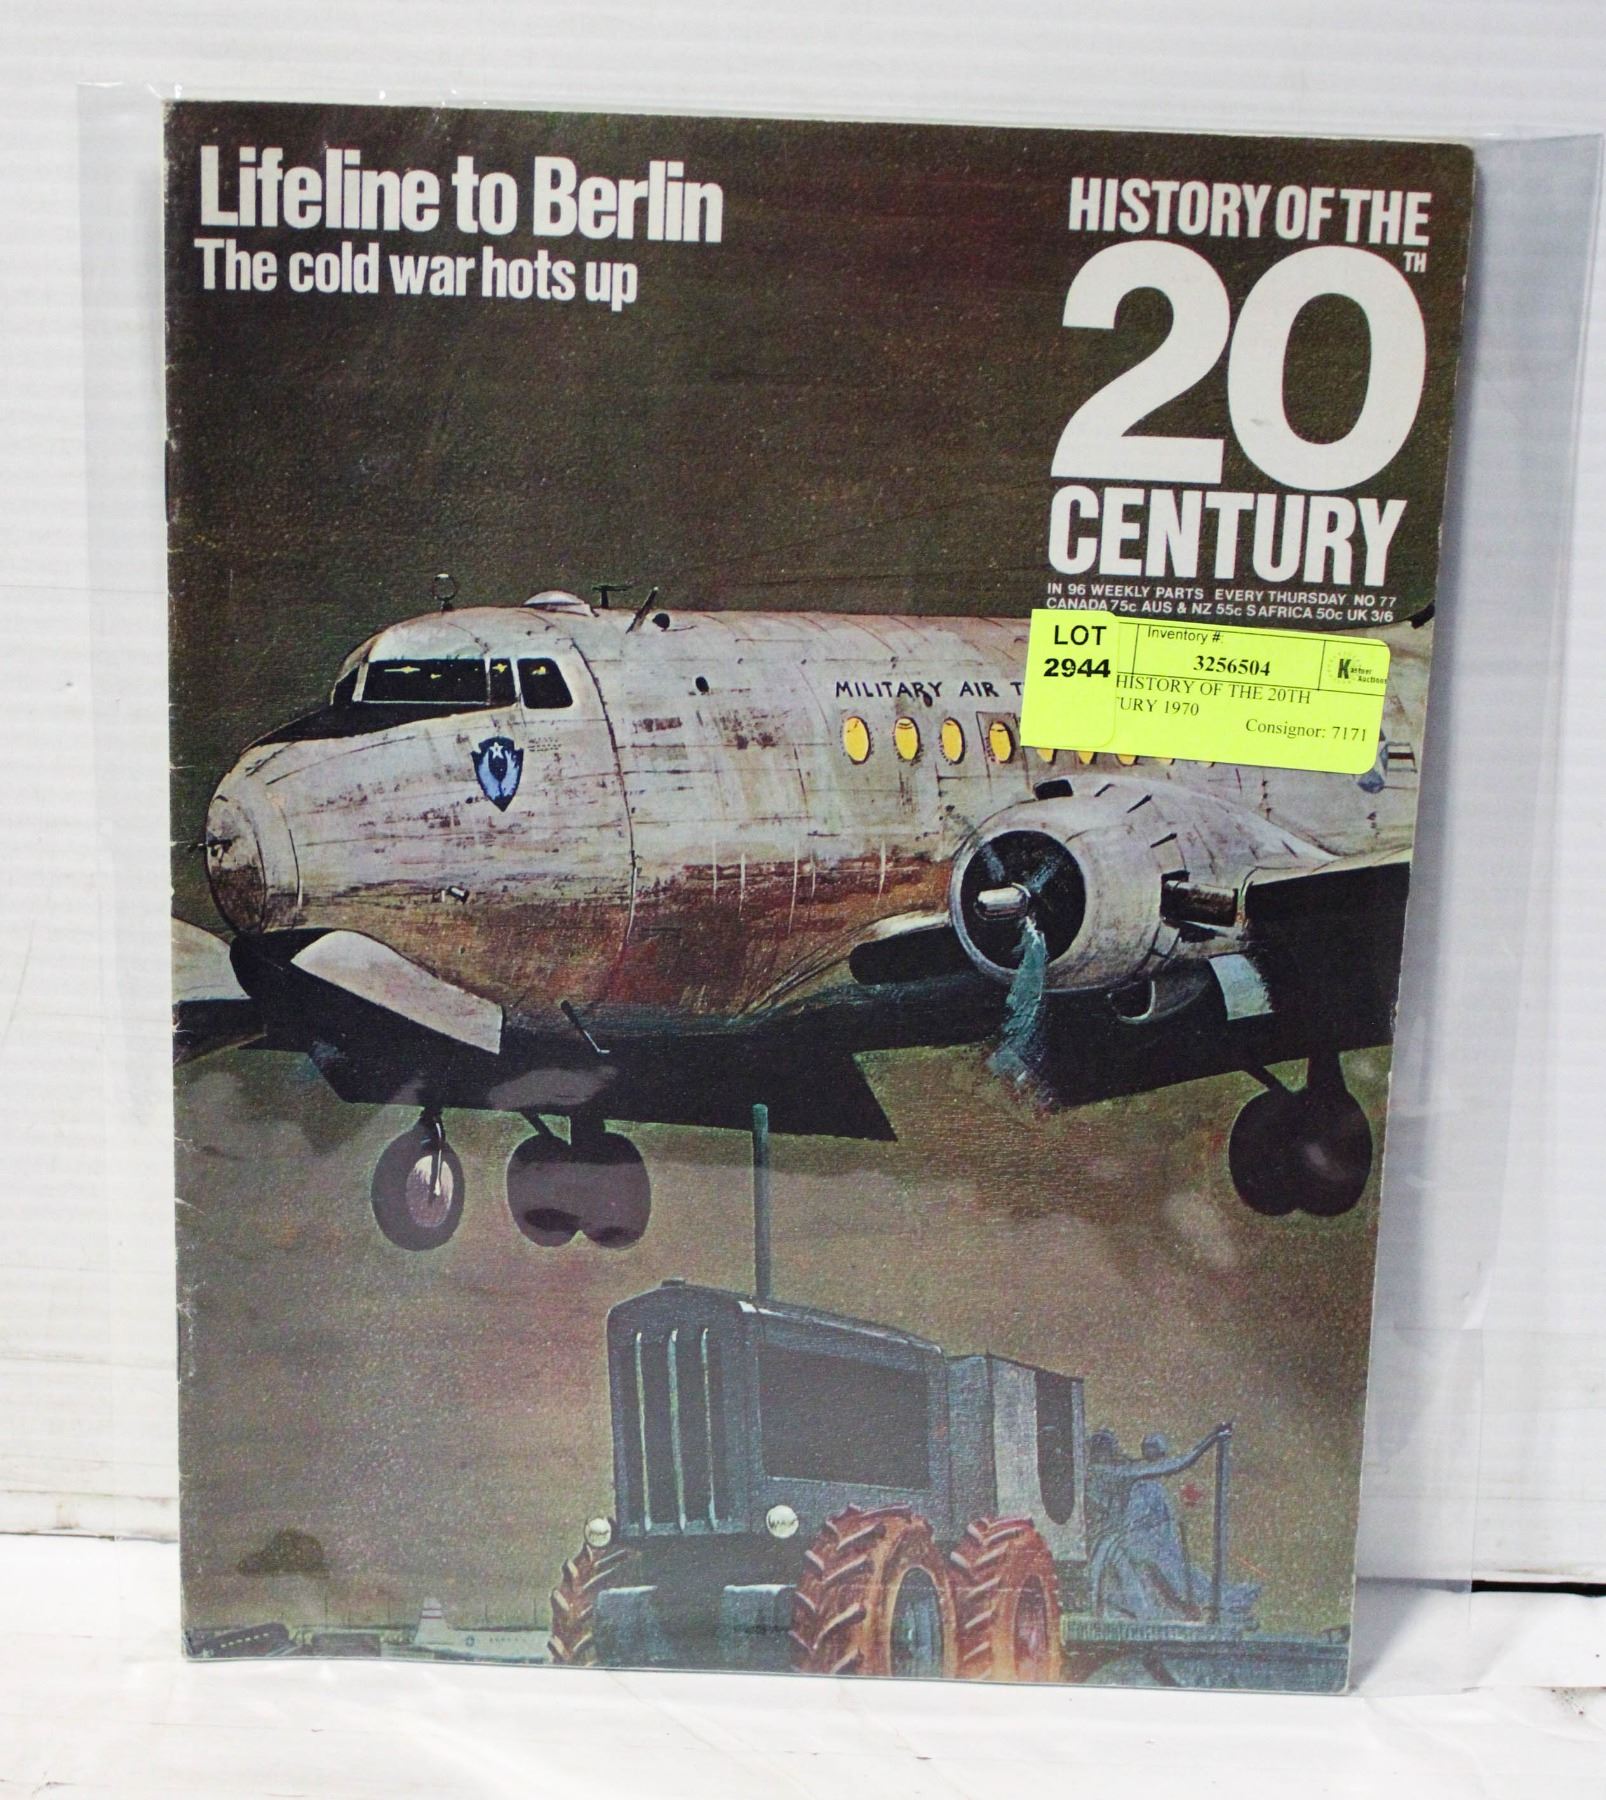 Lifeline to Berlin
The cold war hots up
HISTORY OF THE
20TH
CENTURY
IN 96 WEEKLY PARTS EVERY THURSDAY NO 77
CANADA 75c AUS & NZ 55c S AFRICA 50c UK 3/6
LOT
2944
Inventory #:
3256504
Kastner
Auctions
HISTORY OF THE 20TH
TURY 1970
Consignor: 7171
MILITARY AIR T